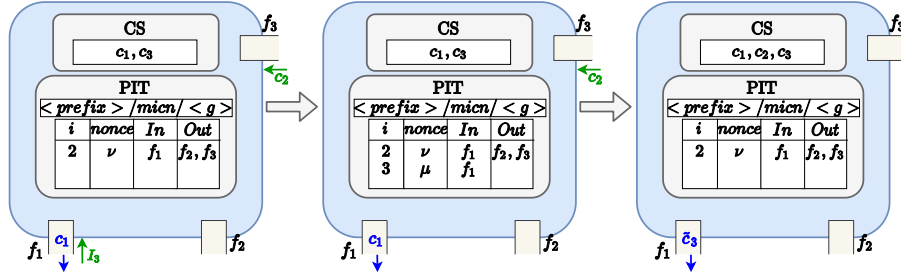 CS
c₁, c₃
f₃
c₂
PIT
< prefix > /micn/ < g >
i nonce In Out
2 ν f₁ f₂, f₃
f₁ c₁ I₃ f₂
CS
c₁, c₃
f₃
c₂
PIT
< prefix > /micn/ < g >
i nonce In Out
2 ν f₁ f₂, f₃
3 μ f₁
f₁ c₁ f₂
CS
c₁, c₂, c₃
f₃
PIT
< prefix > /micn/ < g >
i nonce In Out
2 ν f₁ f₂, f₃
f₁ c̃₃ f₂